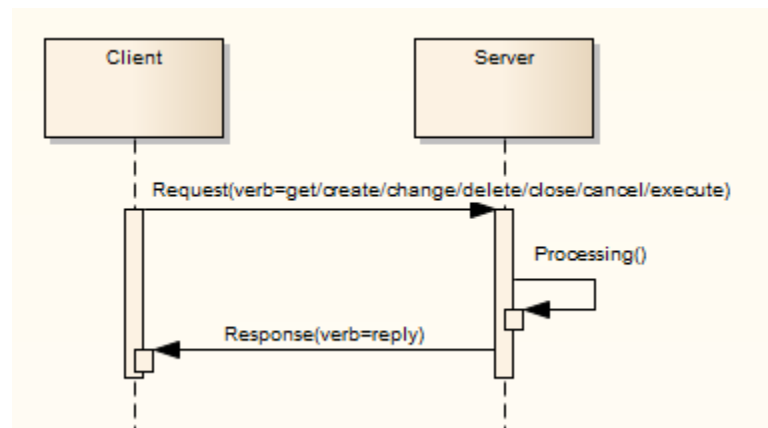 Client
Server
Request(verb=get/create/change/delete/close/cancel/execute)
Processing()
Response(verb=reply)